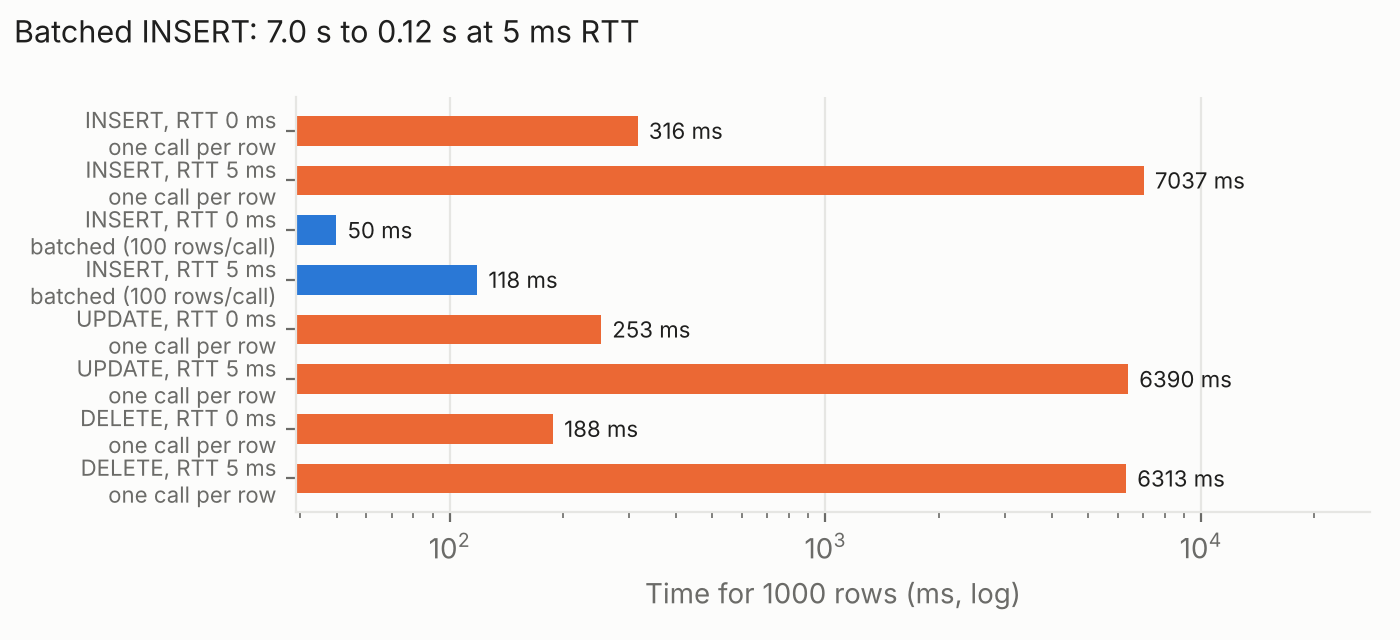 Batched INSERT: 7.0 s to 0.12 s at 5 ms RTT
INSERT, RTT 0 ms
one call per row
316 ms
INSERT, RTT 5 ms
one call per row
7037 ms
INSERT, RTT 0 ms
batched (100 rows/call)
50 ms
INSERT, RTT 5 ms
batched (100 rows/call)
118 ms
UPDATE, RTT 0 ms
one call per row
253 ms
UPDATE, RTT 5 ms
one call per row
6390 ms
DELETE, RTT 0 ms
one call per row
188 ms
DELETE, RTT 5 ms
one call per row
6313 ms
10² 10³ 10⁴
Time for 1000 rows (ms, log)